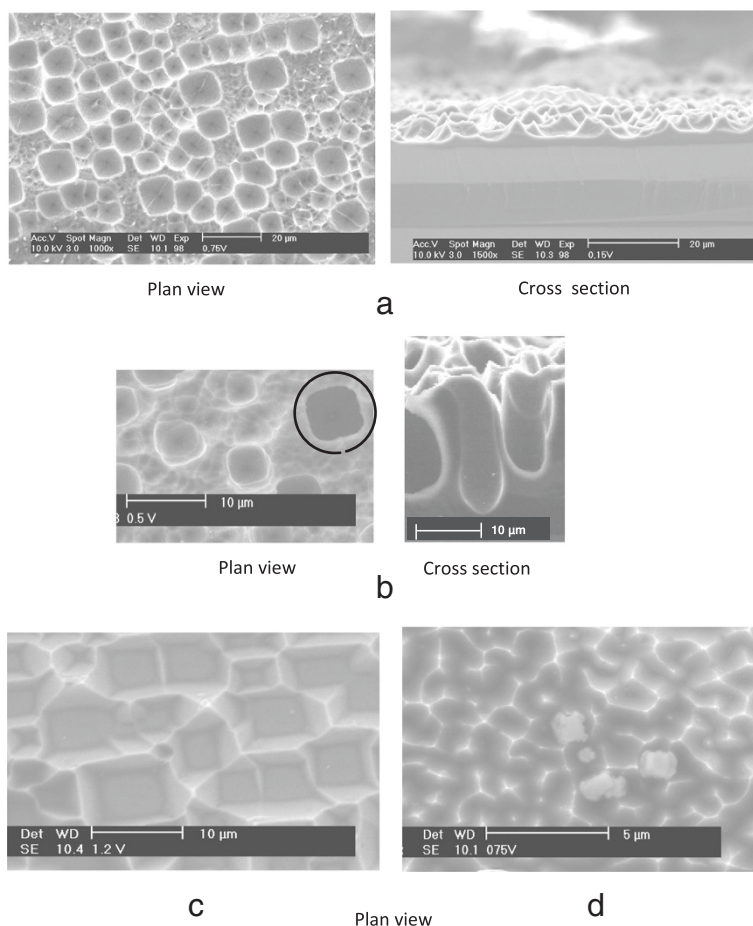 Acc.V Spot Magn Det WD Exp 20 µm
10.0 kV 3.0 1000x SE 10.1 98 0.75V
Acc.V Spot Magn Det WD Exp 20 µm
10.0 kV 3.0 1500x SE 10.3 98 0.15V
Plan view
Cross section
a
10 µm
0.5 V
10 µm
Plan view
Cross section
b
Det WD 10 µm
SE 10.4 1.2 V
Det WD 5 µm
SE 10.1 075V
c
d
Plan view